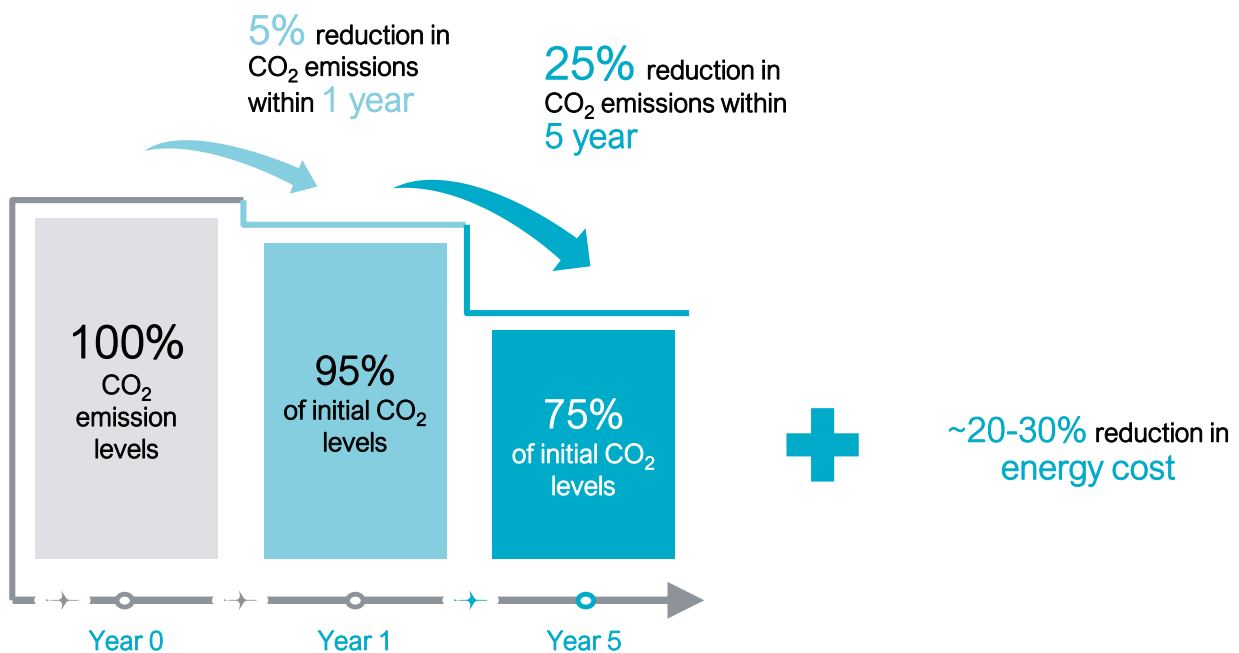 5% reduction in
CO₂ emissions
within 1 year
25% reduction in
CO₂ emissions within
5 year
100%
CO₂
emission
levels
95%
of initial CO₂
levels
75%
of initial CO₂
levels
~20-30% reduction in
energy cost
Year 0
Year 1
Year 5